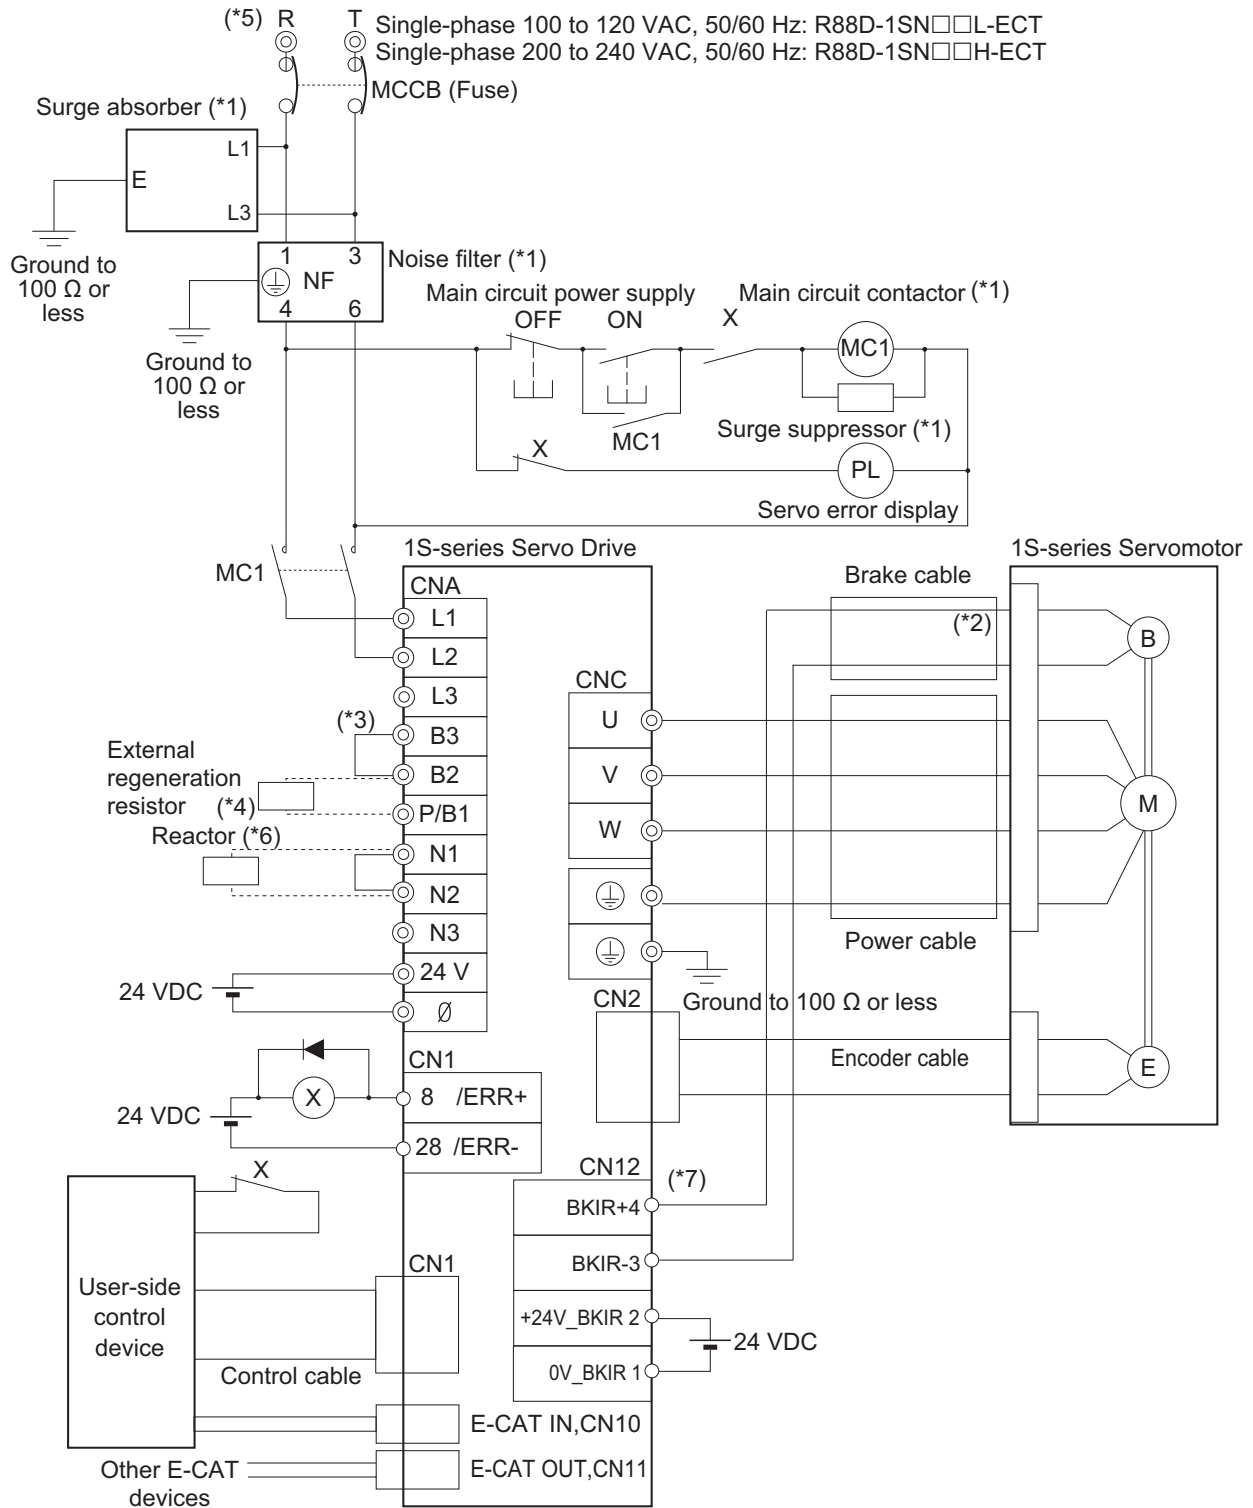 (*5) R T Single-phase 100 to 120 VAC, 50/60 Hz: R88D-1SN□□L-ECT
Single-phase 200 to 240 VAC, 50/60 Hz: R88D-1SN□□H-ECT
MCCB (Fuse)
Surge absorber (*1)
L1
E
L3
Ground to
100 Ω or
less
1 3
NF
4 6
Noise filter (*1)
Ground to
100 Ω or
less
Main circuit power supply
OFF ON
X
Main circuit contactor (*1)
MC1
MC1
Surge suppressor (*1)
X
PL
Servo error display
MC1
1S-series Servo Drive
1S-series Servomotor
CNA
L1
L2
L3
(*3)
B3
B2
P/B1
N1
N2
N3
24 V
Ø
External
regeneration
resistor (*4)
Reactor (*6)
24 VDC
CNC
U
V
W
Brake cable
(*2)
B
M
Power cable
Ground to 100 Ω or less
CN2
Encoder cable
E
CN1
8 /ERR+
28 /ERR-
X
24 VDC
X
User-side
control
device
CN1
Control cable
CN12
(*7)
BKIR+4
BKIR-3
+24V_BKIR 2
0V_BKIR 1
24 VDC
E-CAT IN,CN10
E-CAT OUT,CN11
Other E-CAT
devices